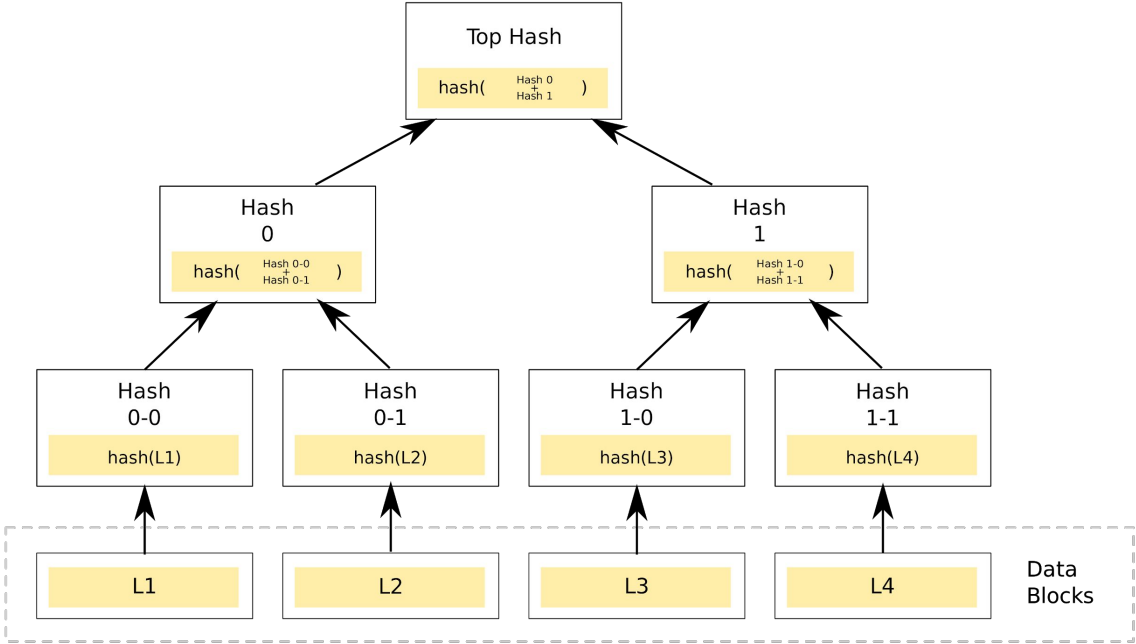 Top Hash
hash( Hash 0 + Hash 1 )
Hash
0
hash( Hash 0-0 + Hash 0-1 )
Hash
1
hash( Hash 1-0 + Hash 1-1 )
Hash
0-0
hash(L1)
Hash
0-1
hash(L2)
Hash
1-0
hash(L3)
Hash
1-1
hash(L4)
L1
L2
L3
L4
Data
Blocks